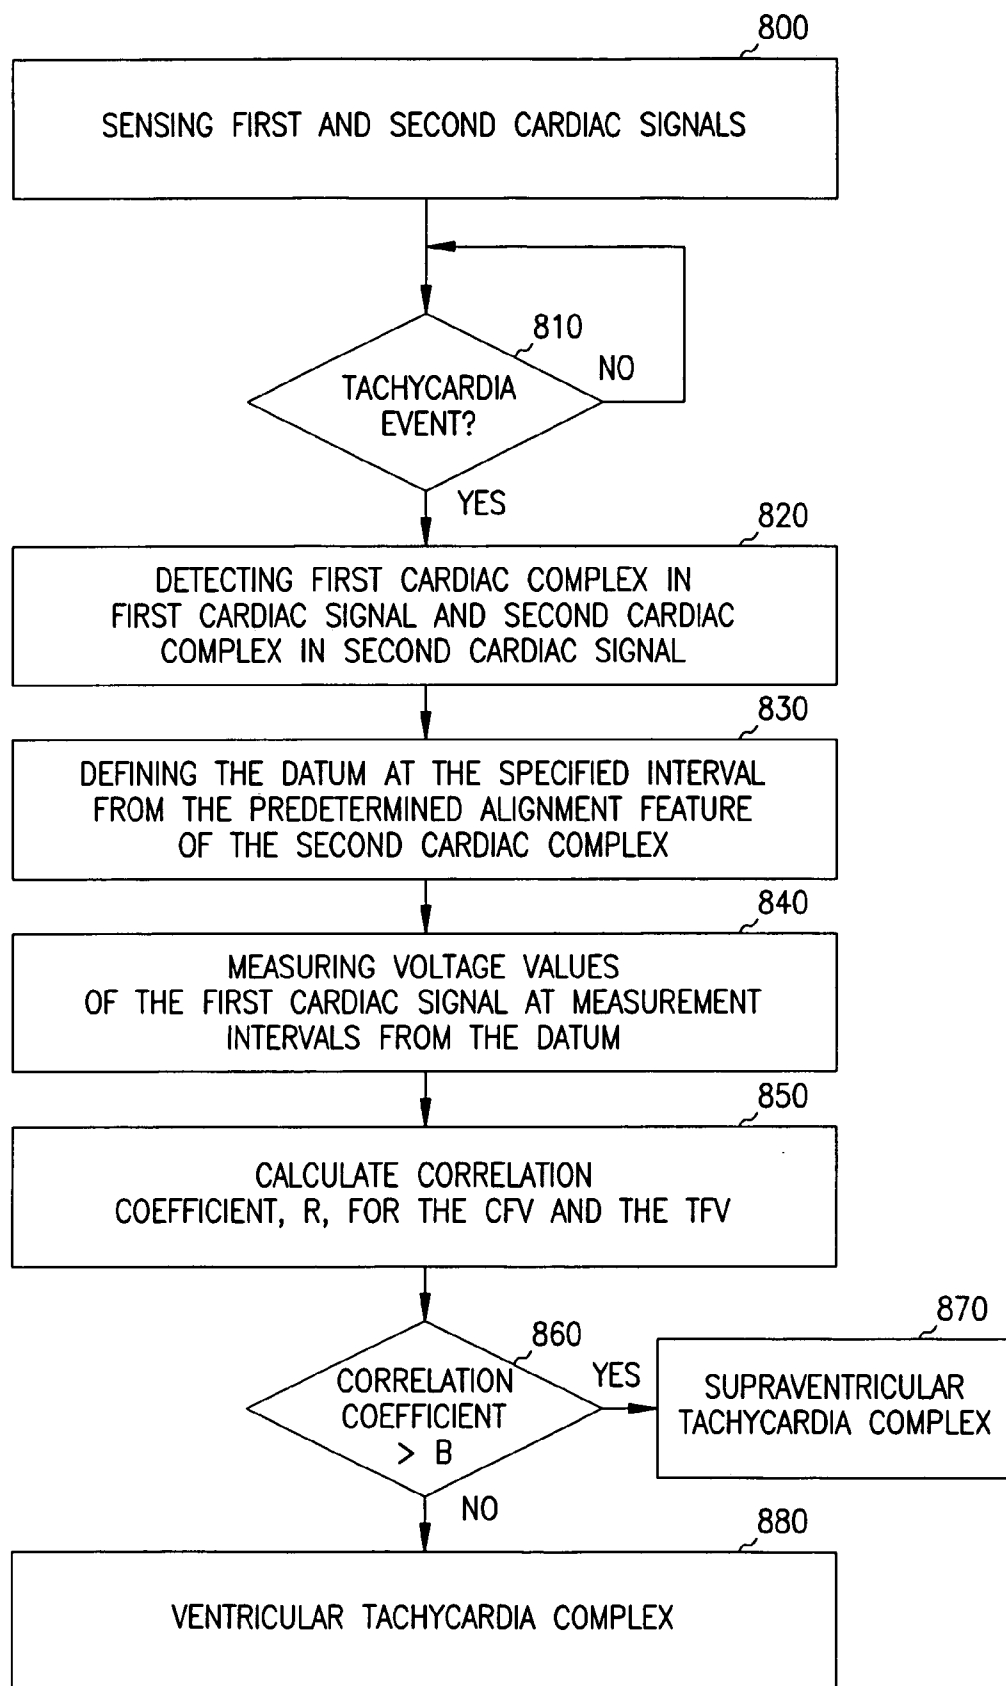 800
SENSING FIRST AND SECOND CARDIAC SIGNALS
810
TACHYCARDIA
EVENT?
NO
YES
820
DETECTING FIRST CARDIAC COMPLEX IN
FIRST CARDIAC SIGNAL AND SECOND CARDIAC
COMPLEX IN SECOND CARDIAC SIGNAL
830
DEFINING THE DATUM AT THE SPECIFIED INTERVAL
FROM THE PREDETERMINED ALIGNMENT FEATURE
OF THE SECOND CARDIAC COMPLEX
840
MEASURING VOLTAGE VALUES
OF THE FIRST CARDIAC SIGNAL AT MEASUREMENT
INTERVALS FROM THE DATUM
850
CALCULATE CORRELATION
COEFFICIENT, R, FOR THE CFV AND THE TFV
860
CORRELATION
COEFFICIENT
> B
YES
870
SUPRAVENTRICULAR
TACHYCARDIA COMPLEX
NO
880
VENTRICULAR TACHYCARDIA COMPLEX